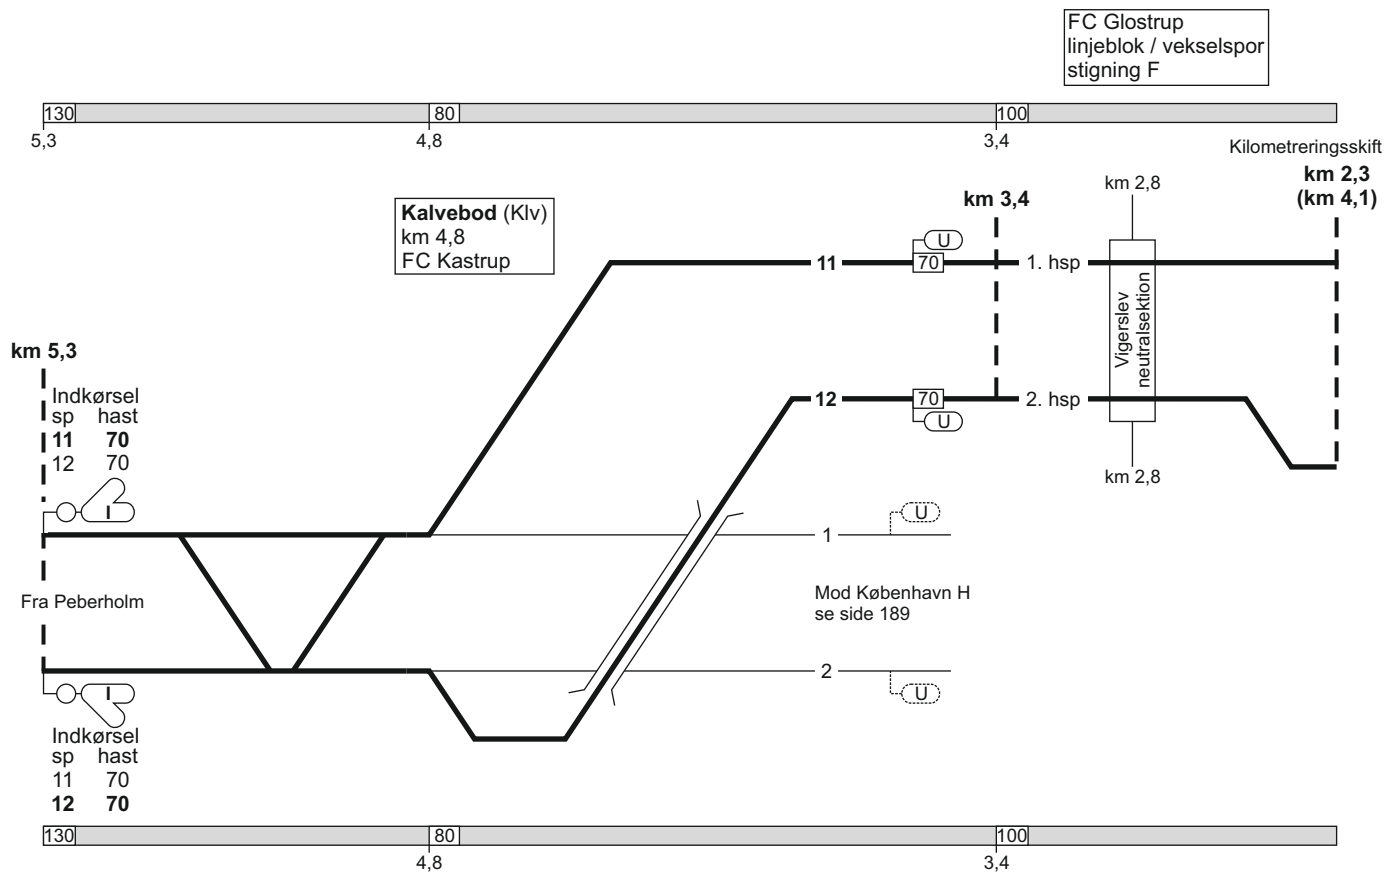 FC Glostrup
linjeblok / vekselspor
stigning F
130
80
100
5,3
4,8
3,4
Kilometreringsskift
km 2,3
(km 4,1)
km 2,8
km 3,4
Kalvebod (Klv)
km 4,8
FC Kastrup
U
11
70
1. hsp
Vigerslev
neutralsektion
km 5,3
Indkørsel
sp hast
11 70
12 70
I
12
70
2. hsp
U
km 2,8
U
1
Fra Peberholm
Mod København H
se side 189
2
U
I
Indkørsel
sp hast
11 70
12 70
130
80
100
4,8
3,4